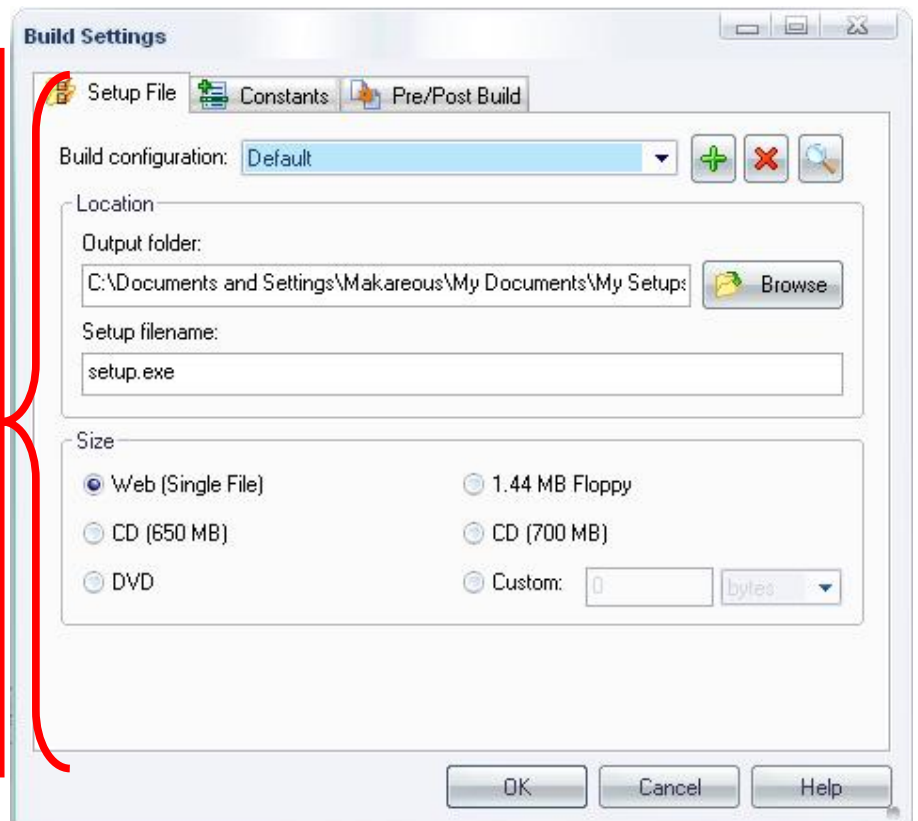 Build Settings
Setup File Constants Pre/Post Build
Build configuration: Default
Location
Output folder:
C:\Documents and Settings\Makareous\My Documents\My Setups Browse
Setup filename:
setup.exe
Size
Web (Single File) 1.44 MB Floppy
CD (650 MB) CD (700 MB)
DVD Custom: 0 bytes
OK Cancel Help